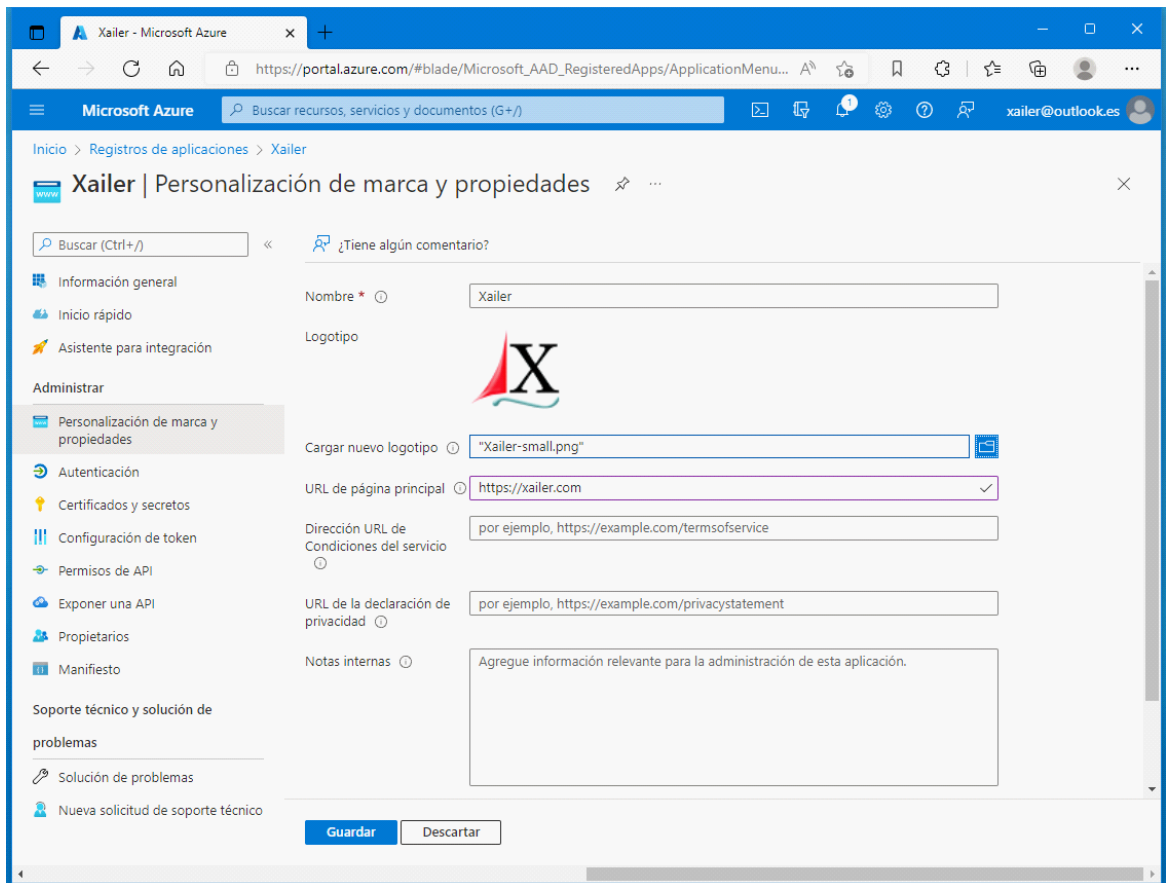 Xailer - Microsoft Azure
https://portal.azure.com/#blade/Microsoft_AAD_RegisteredApps/ApplicationMenu...
Microsoft Azure
Buscar recursos, servicios y documentos (G+/)
1
xailer@outlook.es
Inicio > Registros de aplicaciones > Xailer
www
Xailer | Personalización de marca y propiedades
Buscar (Ctrl+/)
¿Tiene algún comentario?
Información general
Inicio rápido
Asistente para integración
Administrar
Personalización de marca y
propiedades
Autenticación
Certificados y secretos
Configuración de token
Permisos de API
Exponer una API
Propietarios
Manifiesto
Soporte técnico y solución de
problemas
Solución de problemas
Nueva solicitud de soporte técnico
Nombre *
Xailer
Logotipo
X
Cargar nuevo logotipo
"Xailer-small.png"
URL de página principal
https://xailer.com
Dirección URL de
Condiciones del servicio
por ejemplo, https://example.com/termsofservice
URL de la declaración de
privacidad
por ejemplo, https://example.com/privacystatement
Notas internas
Agregue información relevante para la administración de esta aplicación.
Guardar
Descartar